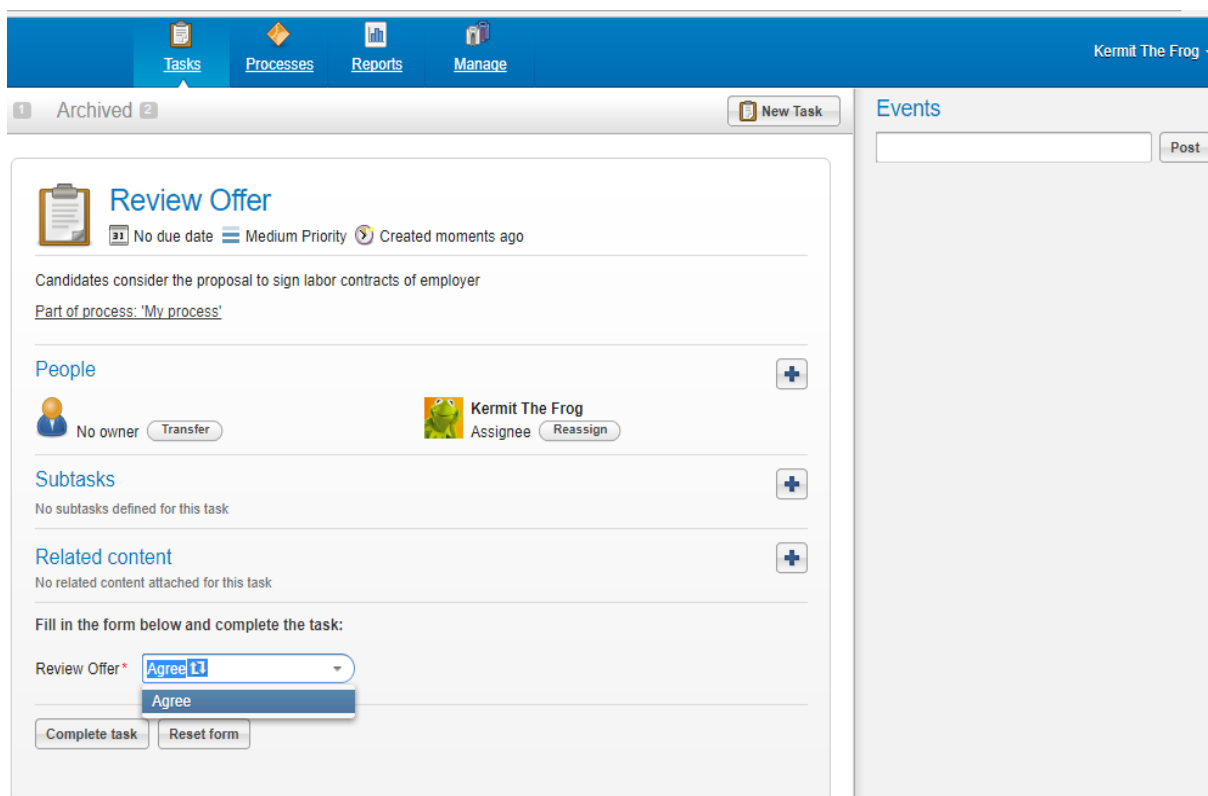 Tasks Processes Reports Manage
Kermit The Frog
1 Archived 2
New Task
Events
Post
Review Offer
31 No due date Medium Priority Created moments ago
Candidates consider the proposal to sign labor contracts of employer
Part of process: 'My process'
People
No owner Transfer
Kermit The Frog
Assignee Reassign
Subtasks
No subtasks defined for this task
Related content
No related content attached for this task
Fill in the form below and complete the task:
Review Offer* Agree
Agree
Complete task Reset form